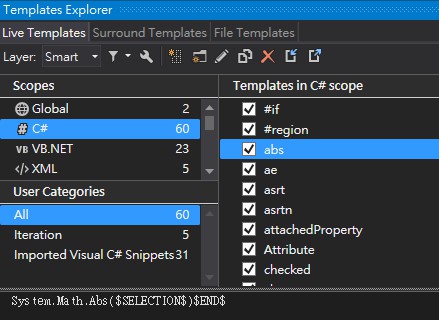 Templates Explorer
Live Templates Surround Templates File Templates
Layer: Smart
Scopes
Global 2
C# 60
VB.NET 23
XML 5
User Categories
All 60
Iteration 5
Imported Visual C# Snippets 31
Templates in C# scope
#if
#region
abs
ae
asrt
asrtn
attachedProperty
Attribute
checked
System.Math.Abs($SELECTION$)$END$